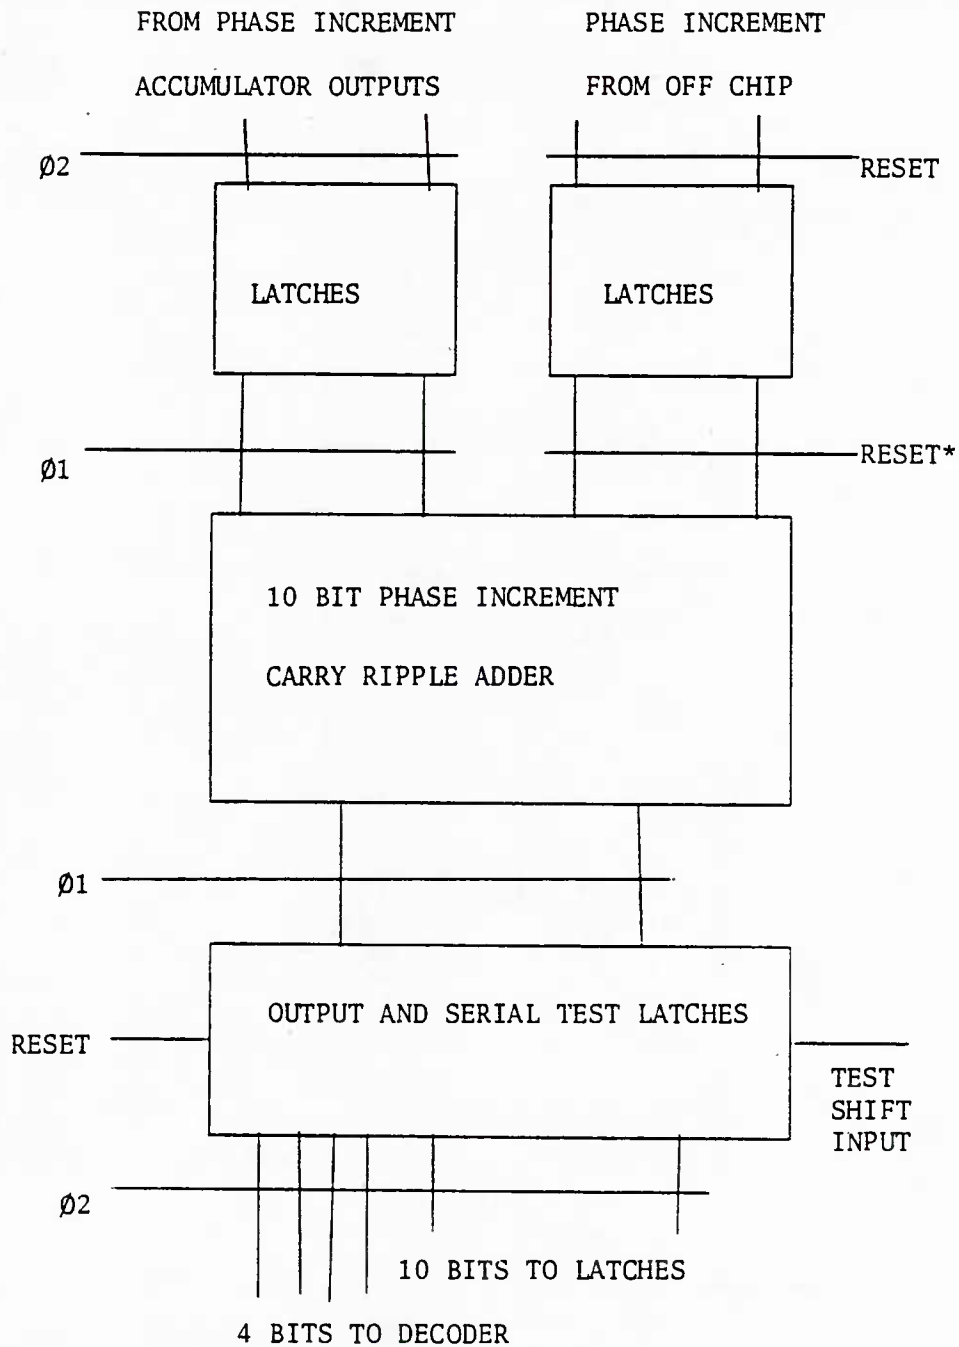 FROM PHASE INCREMENT
ACCUMULATOR OUTPUTS
PHASE INCREMENT
FROM OFF CHIP
Ø2
RESET
LATCHES
LATCHES
Ø1
RESET*
10 BIT PHASE INCREMENT
CARRY RIPPLE ADDER
Ø1
OUTPUT AND SERIAL TEST LATCHES
RESET
TEST
SHIFT
INPUT
Ø2
10 BITS TO LATCHES
4 BITS TO DECODER